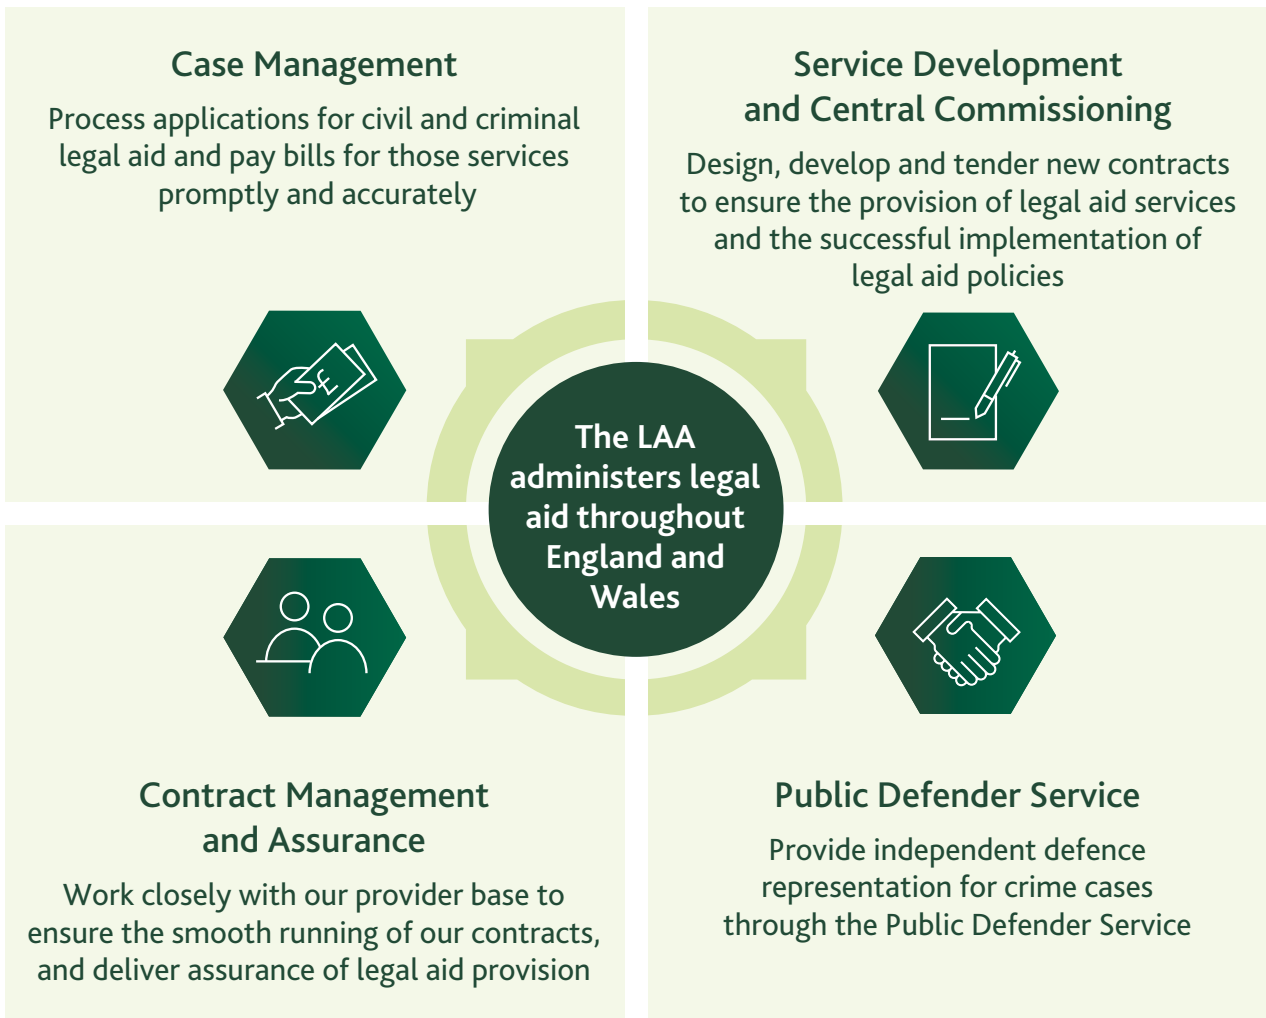 Case Management
Process applications for civil and criminal
legal aid and pay bills for those services
promptly and accurately
Service Development
and Central Commissioning
Design, develop and tender new contracts
to ensure the provision of legal aid services
and the successful implementation of
legal aid policies
£
The LAA
administers legal
aid throughout
England and
Wales
Contract Management
and Assurance
Work closely with our provider base to
ensure the smooth running of our contracts,
and deliver assurance of legal aid provision
Public Defender Service
Provide independent defence
representation for crime cases
through the Public Defender Service